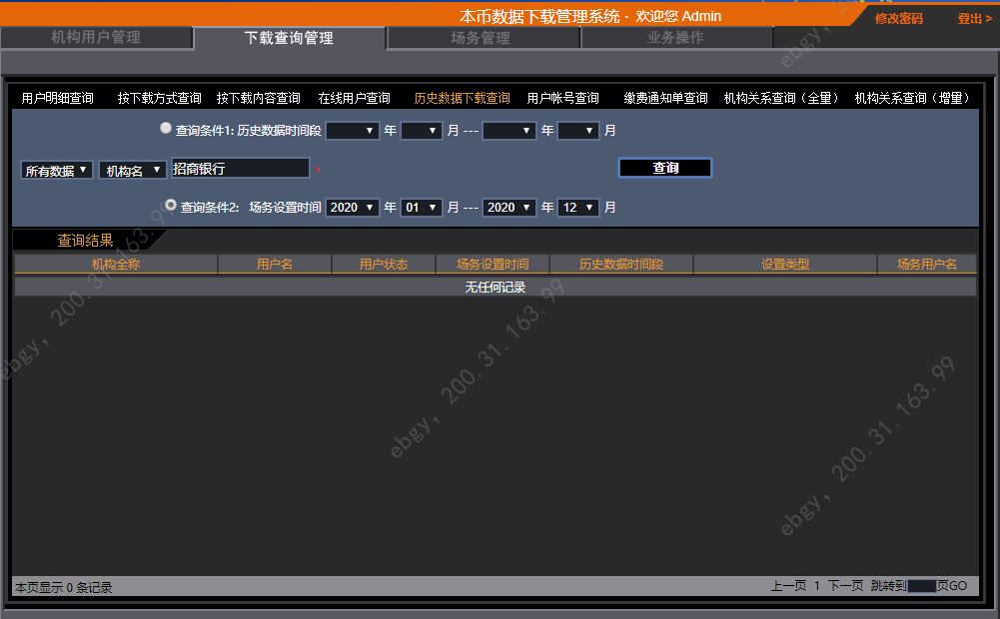 本币数据下载管理系统 · 欢迎您 Admin
修改密码 登出 >
机构用户管理 下载查询管理 场务管理 业务操作
用户明细查询 按下载方式查询 按下载内容查询 在线用户查询 历史数据下载查询 用户帐号查询 缴费通知单查询 机构关系查询（全量） 机构关系查询（增量）
查询条件1: 历史数据时间段 年 月 --- 年 月
所有数据 机构名 招商银行 * 查询
查询条件2: 场务设置时间 2020 年 01 月 --- 2020 年 12 月
查询结果
机构全称 用户名 用户状态 场务设置时间 历史数据时间段 设置类型 场务用户名
无任何记录
本页显示 0 条记录 上一页 1 下一页 跳转到 页GO
ebgy, 200.31.163.99
ebgy, 200.31.163.99
ebgy, 200.31.163.99
ebgy,